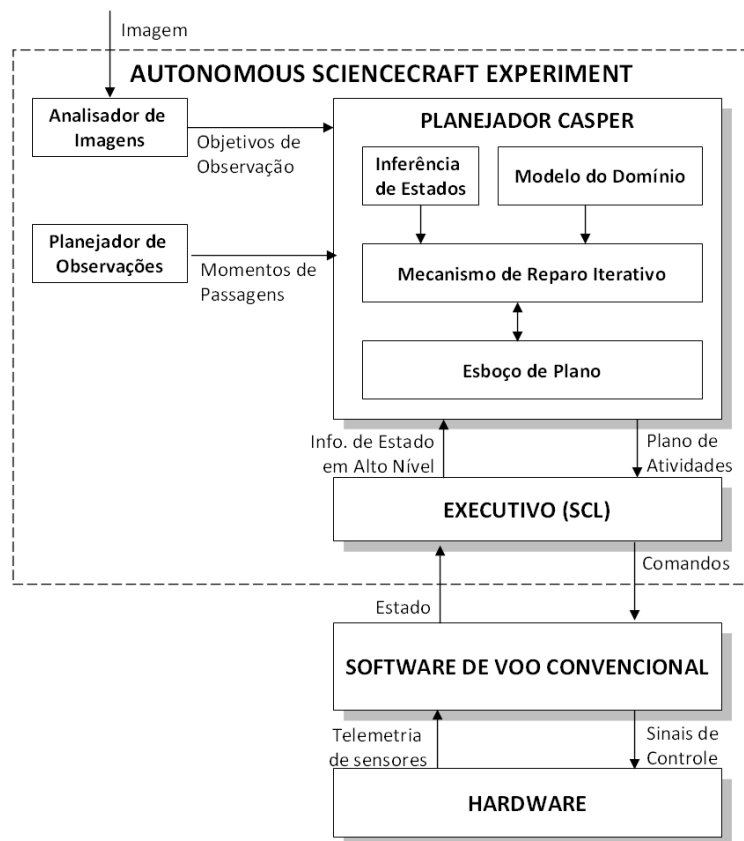 Imagem
AUTONOMOUS SCIENCECRAFT EXPERIMENT
Analisador de
Imagens
Objetivos de
Observação
Planejador de
Observações
Momentos de
Passagens
PLANEJADOR CASPER
Inferência
de Estados
Modelo do Domínio
Mecanismo de Reparo Iterativo
Esboço de Plano
Info. de Estado
em Alto Nível
Plano de
Atividades
EXECUTIVO (SCL)
Estado
Comandos
SOFTWARE DE VOO CONVENCIONAL
Telemetria
de sensores
Sinais de
Controle
HARDWARE